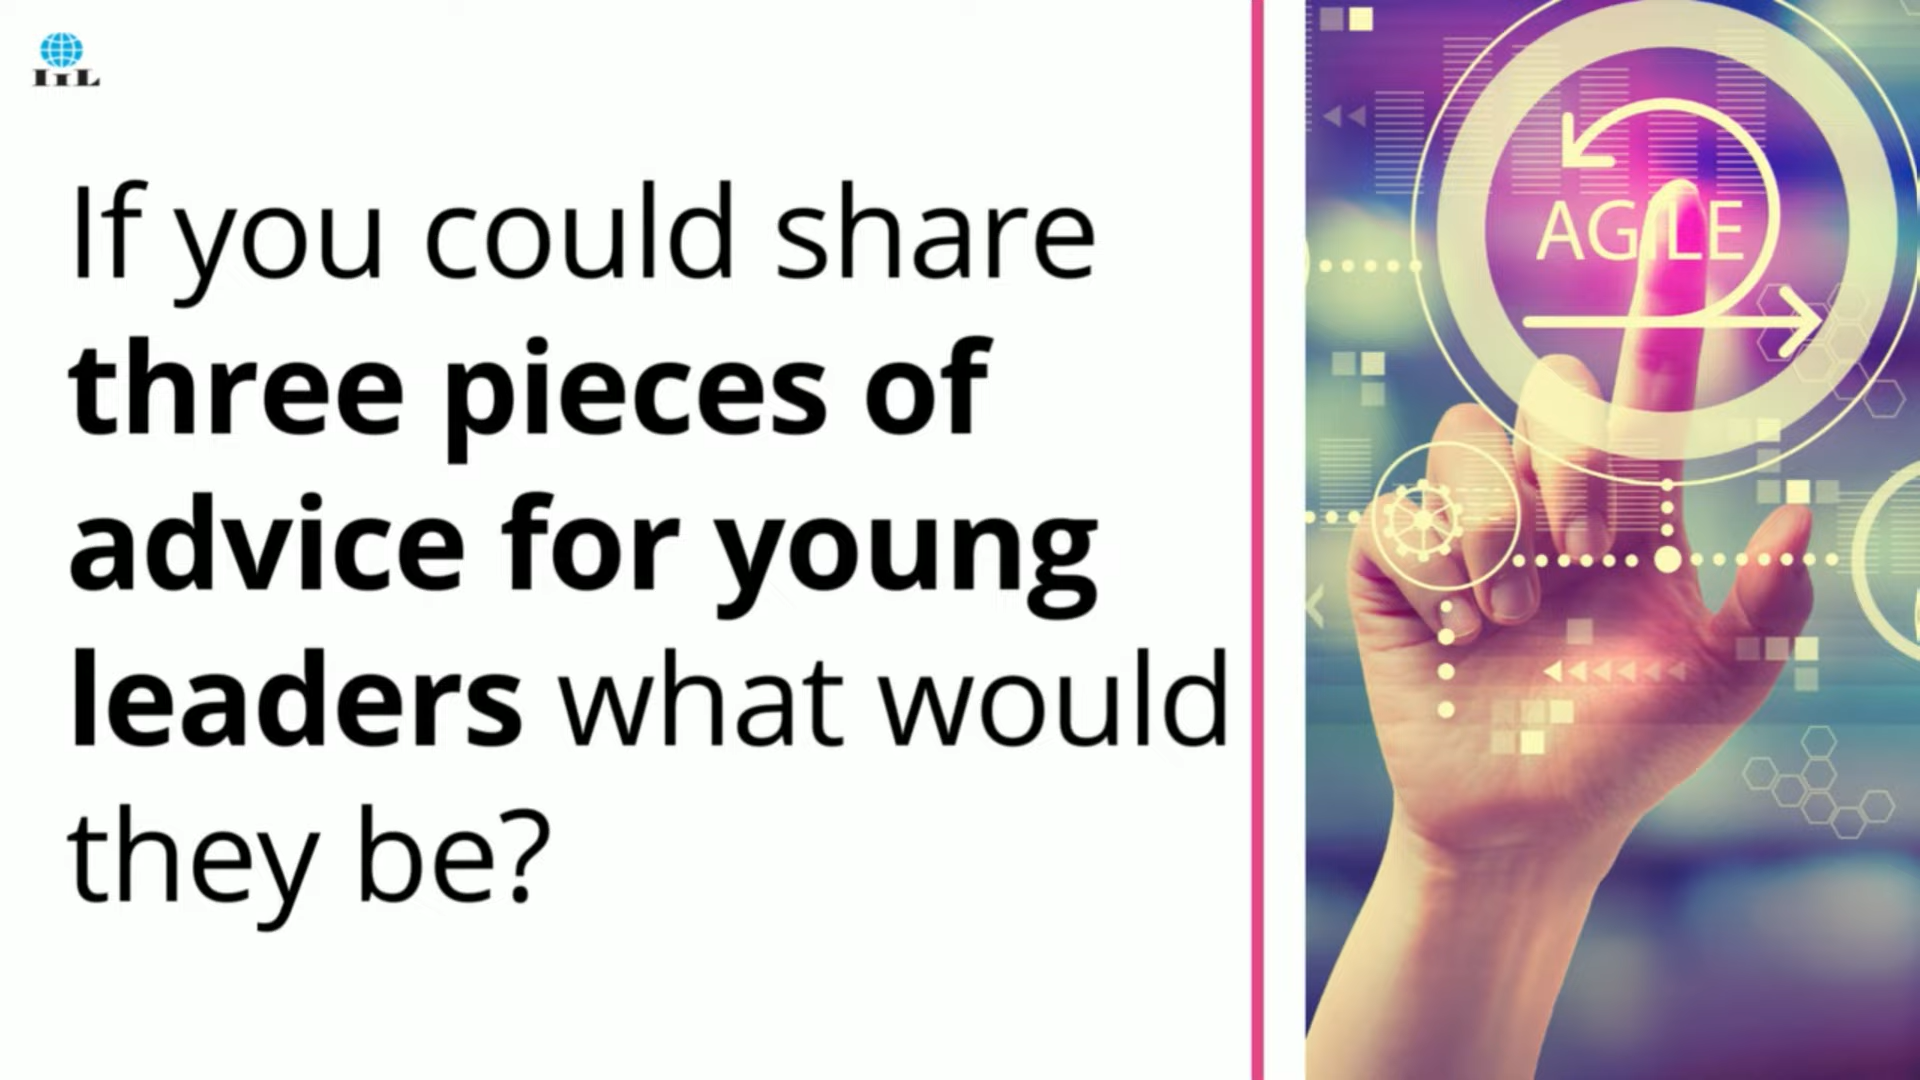 IIL
If you could share
three pieces of
advice for young
leaders what would
they be?
AGILE